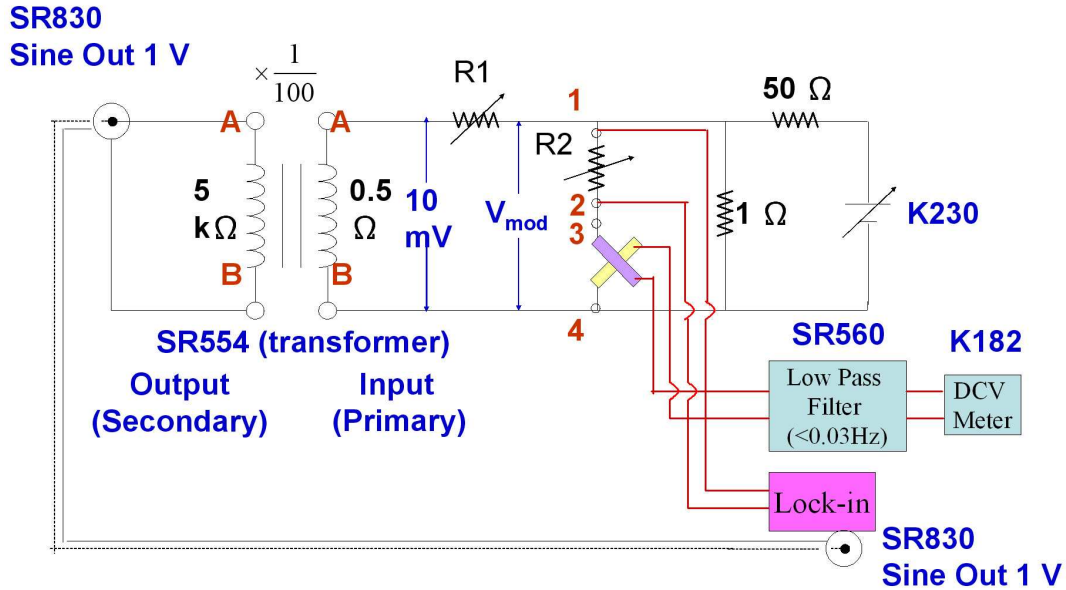 SR830
Sine Out 1 V
× 1/100
R1
1
50 Ω
A
A
R2
5
kΩ
0.5
Ω
10
mV
Vmod
2
3
1 Ω
K230
B
B
4
SR554 (transformer)
Output
(Secondary)
Input
(Primary)
SR560
K182
Low Pass
Filter
(<0.03Hz)
DCV
Meter
Lock-in
SR830
Sine Out 1 V